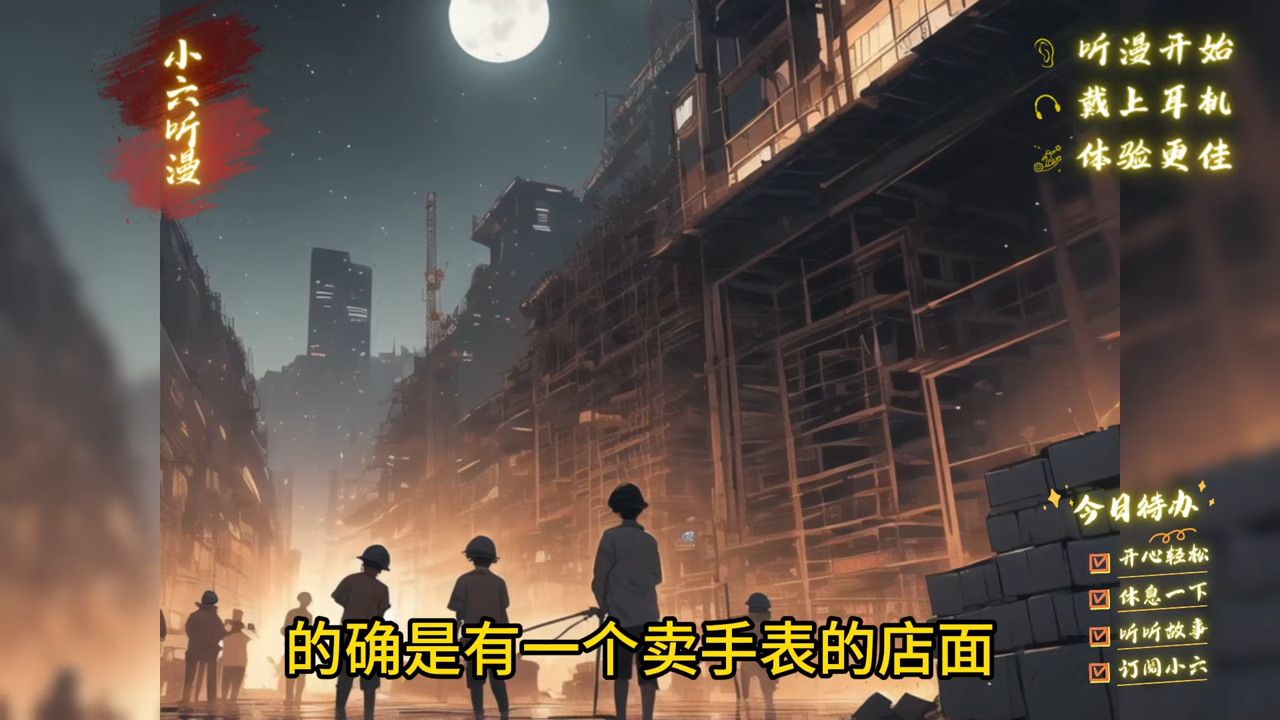 小六听漫
听漫开始
戴上耳机
体验更佳
今日待办
开心轻松
休息一下
听听故事
订阅小六
的确是有一个卖手表的店面